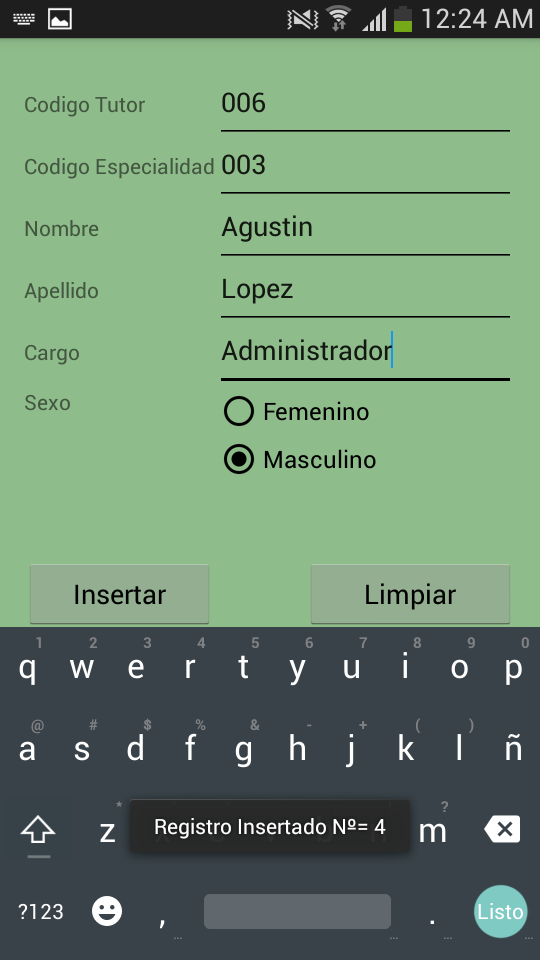 12:24 AM
Codigo Tutor 006
Codigo Especialidad 003
Nombre Agustin
Apellido Lopez
Cargo Administrador
Sexo Femenino
Masculino
Insertar Limpiar
1 2 3 4 5 6 7 8 9 0
q w e r t y u i o p
@ # $ % & - + ( )
a s d f g h j k l ñ
* ?
z m
Registro Insertado Nº= 4
?123 , . Listo